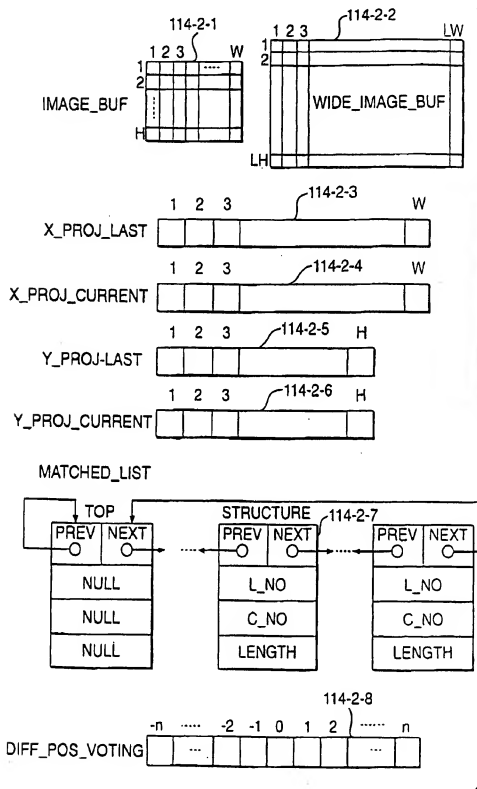 114-2-1
1 2 3 W
1 ....
2
IMAGE_BUF
H
114-2-2
1 2 3 LW
1
2
WIDE_IMAGE_BUF
LH
114-2-3
1 2 3 W
X_PROJ_LAST
114-2-4
1 2 3 W
X_PROJ_CURRENT
114-2-5
1 2 3 H
Y_PROJ-LAST
114-2-6
1 2 3 H
Y_PROJ_CURRENT
MATCHED_LIST
TOP STRUCTURE
114-2-7
PREV NEXT PREV NEXT PREV NEXT
NULL L_NO L_NO
NULL C_NO C_NO
NULL LENGTH LENGTH
114-2-8
-n ..... -2 -1 0 1 2 ...... n
DIFF_POS_VOTING ... ...